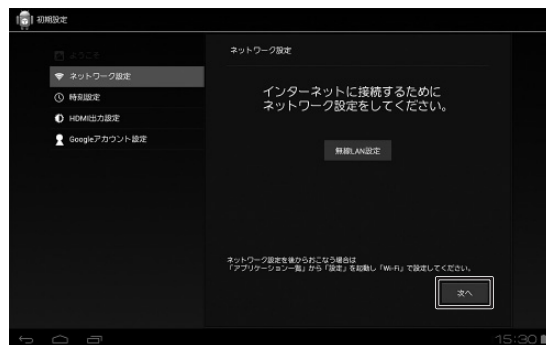 初期設定
ようこそ
ネットワーク設定
時刻設定
HDMI出力設定
Googleアカウント設定
ネットワーク設定
インターネットに接続するために
ネットワーク設定をしてください。
無線LAN設定
ネットワーク設定を後からおこなう場合は
「アプリケーション一覧」から「設定」を起動し「Wi-Fi」で設定してください。
次へ
15:30